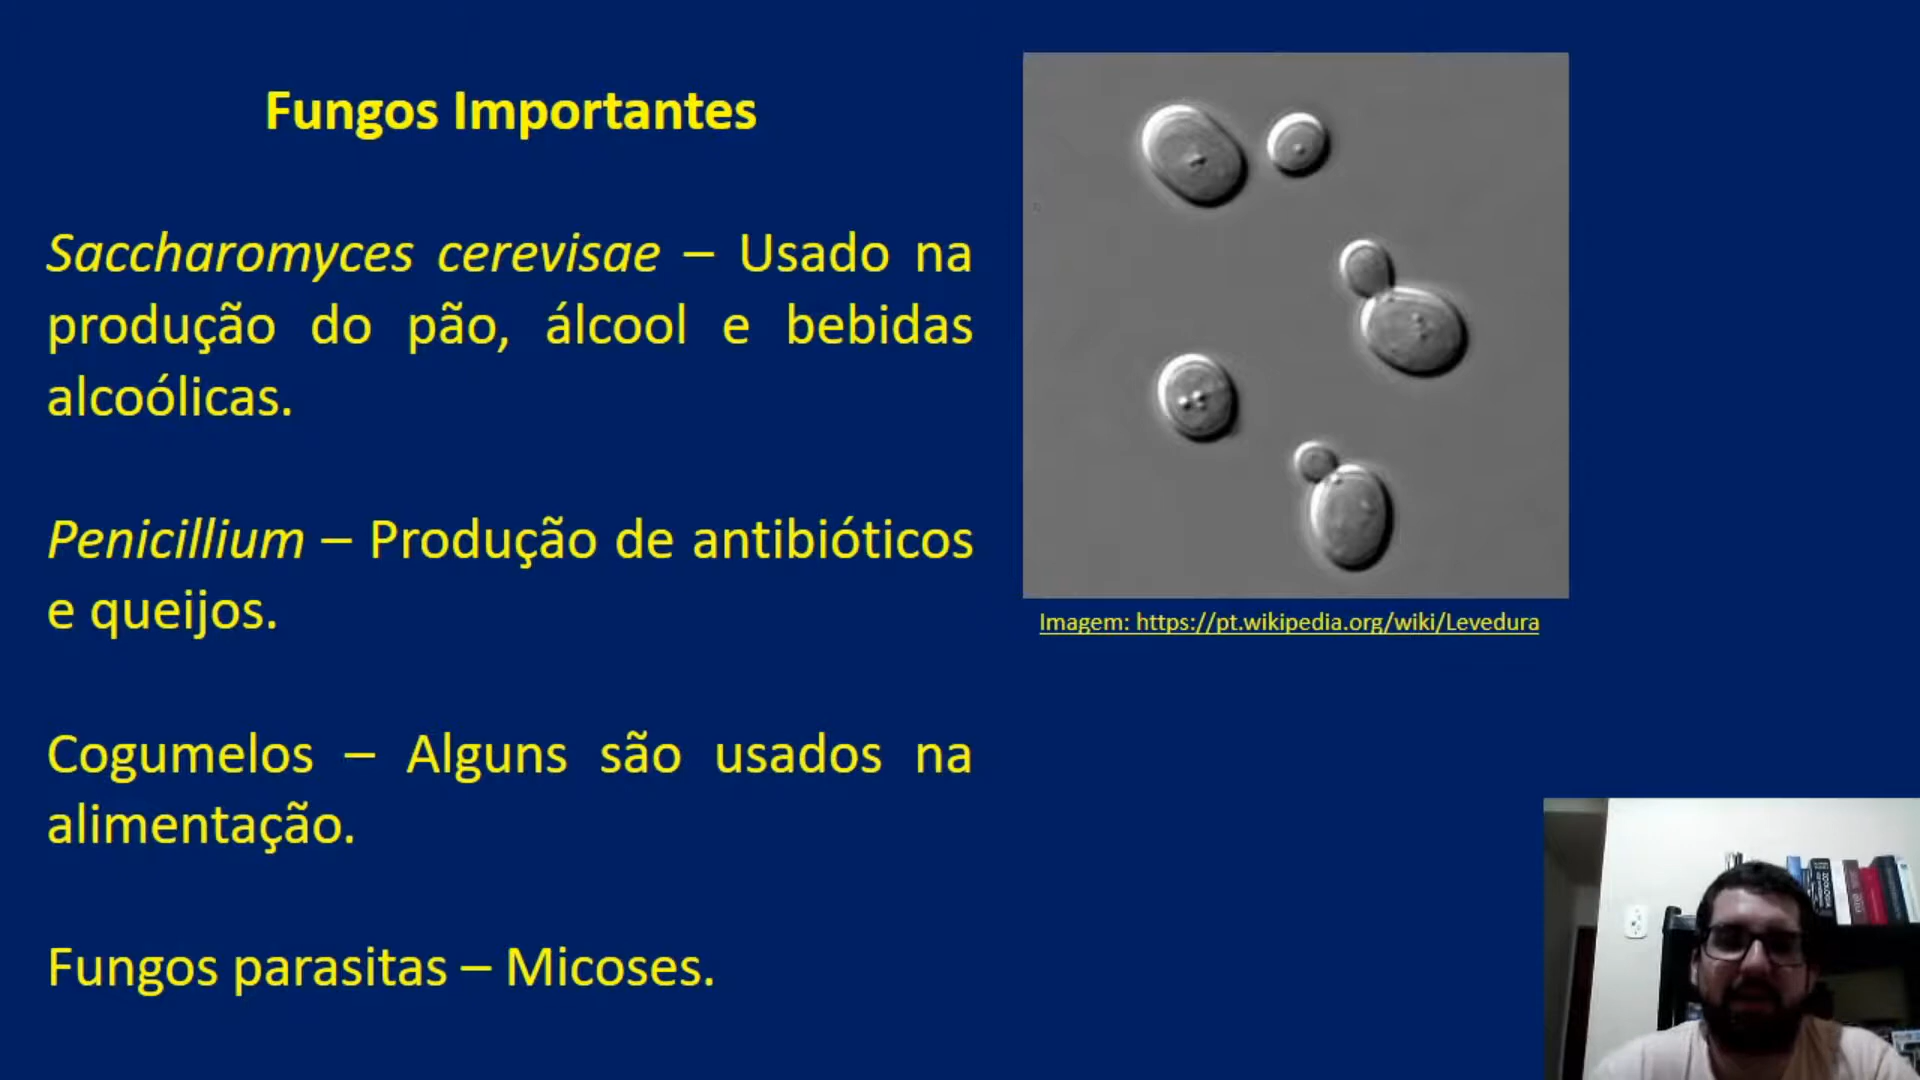 Fungos Importantes
Saccharomyces cerevisae – Usado na
produção do pão, álcool e bebidas
alcoólicas.
Penicillium – Produção de antibióticos
e queijos.
Cogumelos – Alguns são usados na
alimentação.
Fungos parasitas – Micoses.
Imagem: https://pt.wikipedia.org/wiki/Levedura
ZOOLOGIA